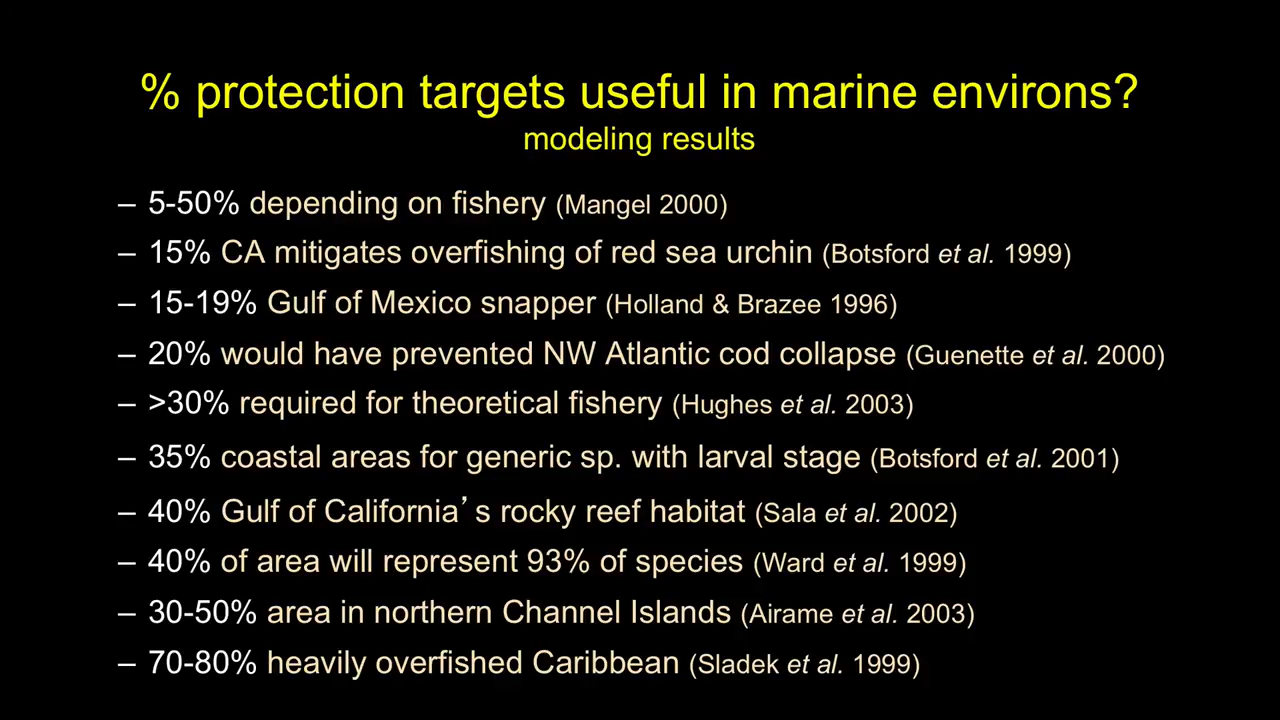 % protection targets useful in marine environs?
modeling results
– 5-50% depending on fishery (Mangel 2000)
– 15% CA mitigates overfishing of red sea urchin (Botsford et al. 1999)
– 15-19% Gulf of Mexico snapper (Holland & Brazee 1996)
– 20% would have prevented NW Atlantic cod collapse (Guenette et al. 2000)
– >30% required for theoretical fishery (Hughes et al. 2003)
– 35% coastal areas for generic sp. with larval stage (Botsford et al. 2001)
– 40% Gulf of California’s rocky reef habitat (Sala et al. 2002)
– 40% of area will represent 93% of species (Ward et al. 1999)
– 30-50% area in northern Channel Islands (Airame et al. 2003)
– 70-80% heavily overfished Caribbean (Sladek et al. 1999)